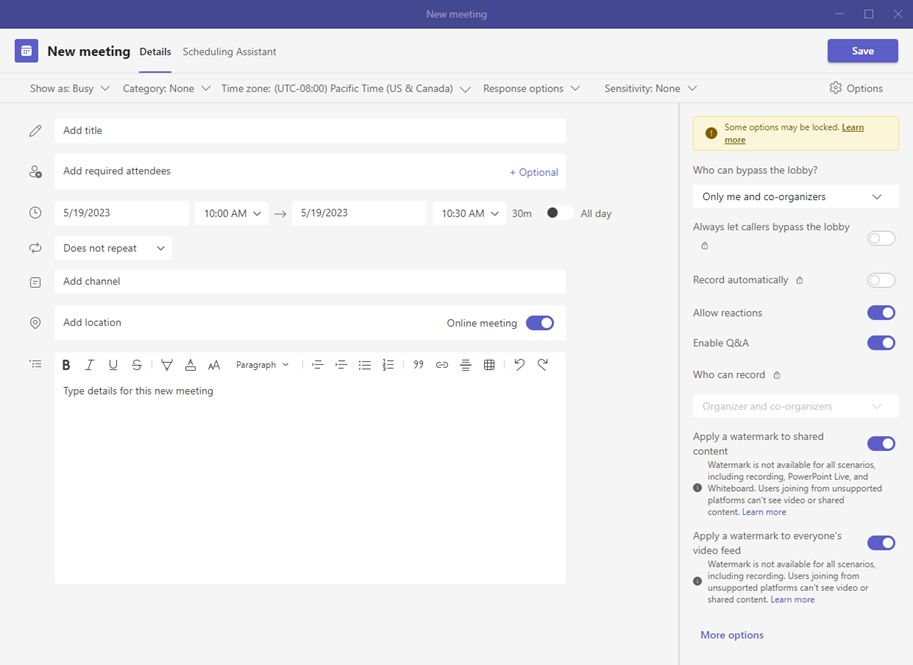 New meeting
New meeting Details Scheduling Assistant Save
Show as: Busy Category: None Time zone: (UTC-08:00) Pacific Time (US & Canada) Response options Sensitivity: None Options
Add title
Add required attendees + Optional
5/19/2023 10:00 AM 5/19/2023 10:30 AM 30m All day
Does not repeat
Add channel
Add location Online meeting
B I U S A AA Paragraph
Type details for this new meeting
Some options may be locked. Learn
more
Who can bypass the lobby?
Only me and co-organizers
Always let callers bypass the lobby
Record automatically
Allow reactions
Enable Q&A
Who can record
Organizer and co-organizers
Apply a watermark to shared
content
Watermark is not available for all scenarios,
including recording, PowerPoint Live, and
Whiteboard. Users joining from unsupported
platforms can't see video or shared
content. Learn more
Apply a watermark to everyone's
video feed
Watermark is not available for all scenarios,
including recording. Users joining from
unsupported platforms can't see video or
shared content. Learn more
More options